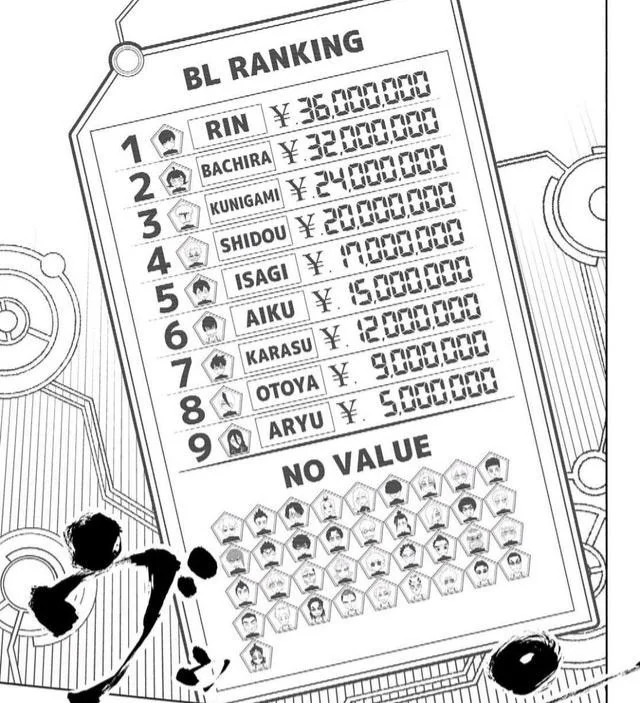 BL RANKING
1 RIN ¥.36,000,000
2 BACHIRA ¥.32,000,000
3 KUNIGAMI ¥.24,000,000
4 SHIDOU ¥.20,000,000
5 ISAGI ¥.17,000,000
6 AIKU ¥.15,000,000
7 KARASU ¥.12,000,000
8 OTOYA ¥.9,000,000
9 ARYU ¥.5,000,000
NO VALUE